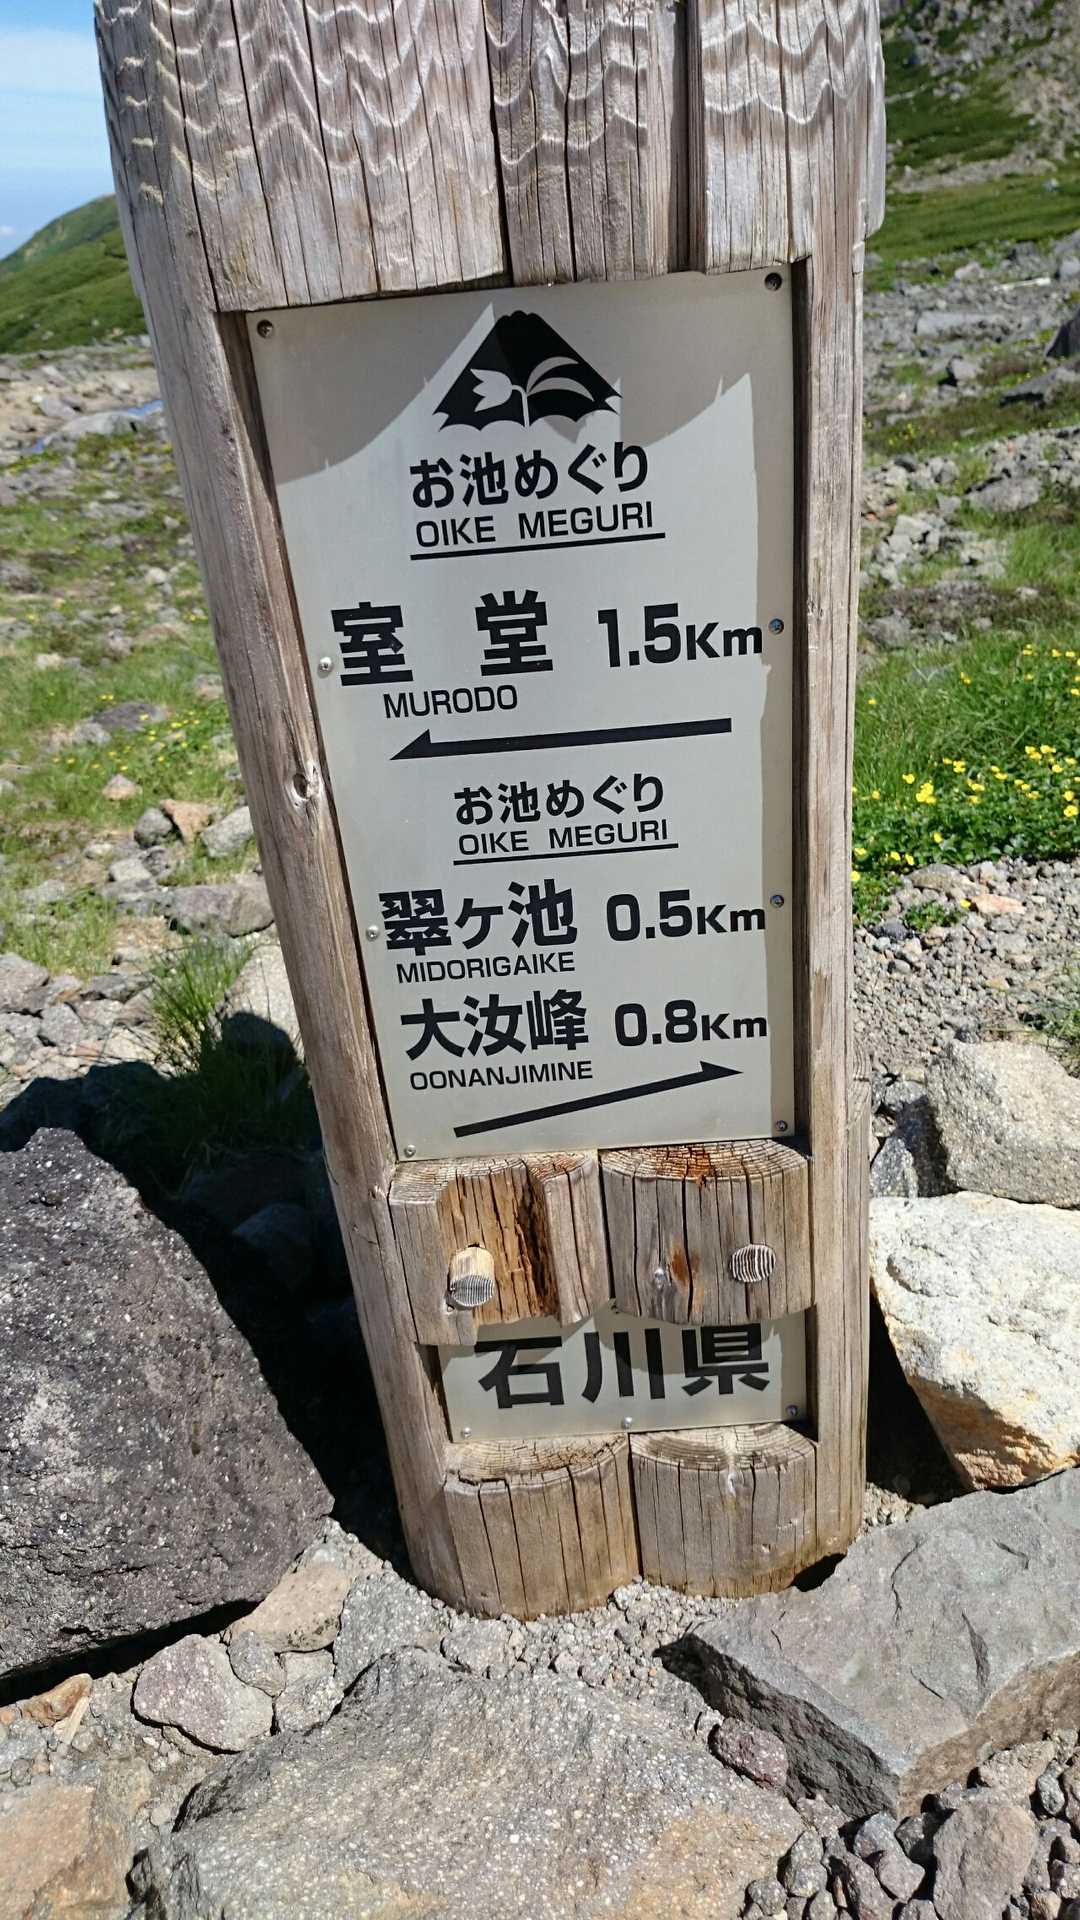 お池めぐり
OIKE MEGURI
室 堂 1.5Km
MURODO
お池めぐり
OIKE MEGURI
翠ヶ池 0.5Km
MIDORIGAIKE
大汝峰 0.8Km
OONANJIMINE
石川県